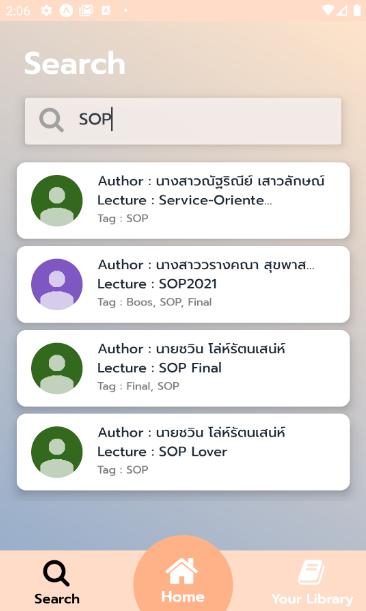 2:06
Search
SOP
Author : นางสาวณัฐริณีย์ เสาวลักษณ์
Lecture : Service-Oriente...
Tag : SOP
Author : นางสาววรางคณา สุขพาส...
Lecture : SOP2021
Tag : Boos, SOP, Final
Author : นายชวิน โล่ห์รัตนเสน่ห์
Lecture : SOP Final
Tag : Final, SOP
Author : นายชวิน โล่ห์รัตนเสน่ห์
Lecture : SOP Lover
Tag : SOP
Search
Home
Your Library